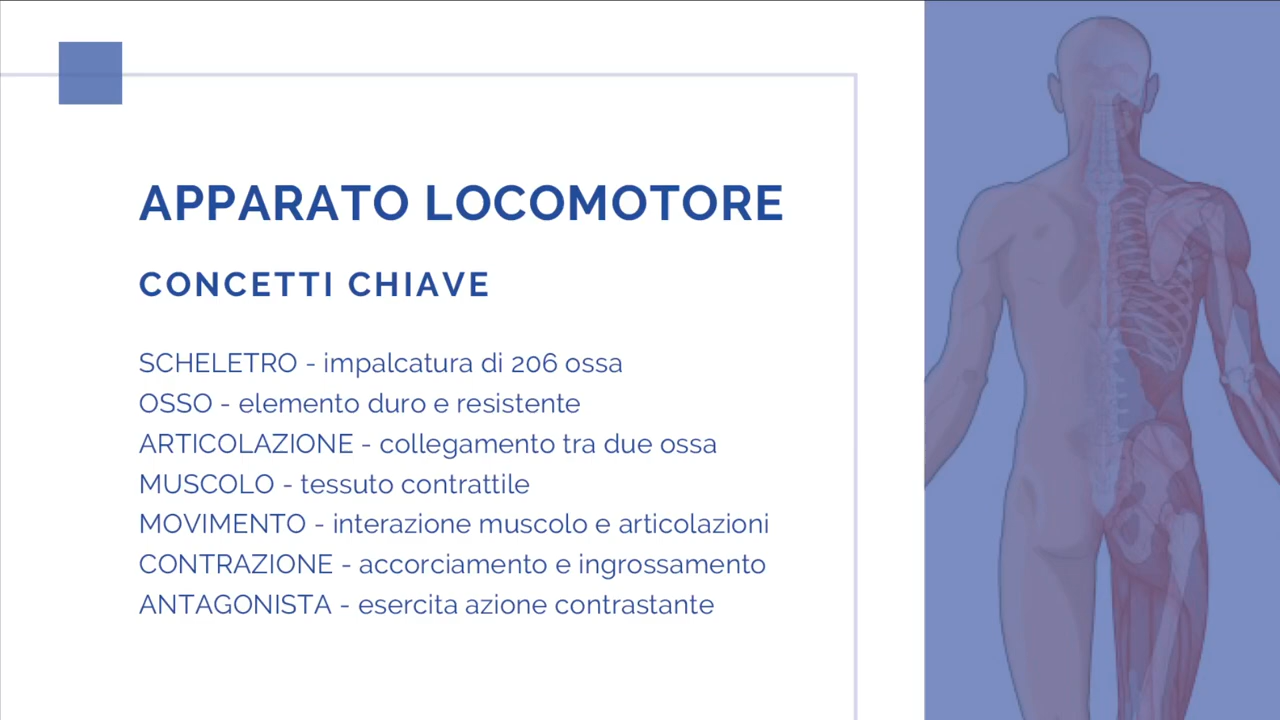 APPARATO LOCOMOTORE
CONCETTI CHIAVE
SCHELETRO - impalcatura di 206 ossa
OSSO - elemento duro e resistente
ARTICOLAZIONE - collegamento tra due ossa
MUSCOLO - tessuto contrattile
MOVIMENTO - interazione muscolo e articolazioni
CONTRAZIONE - accorciamento e ingrossamento
ANTAGONISTA - esercita azione contrastante